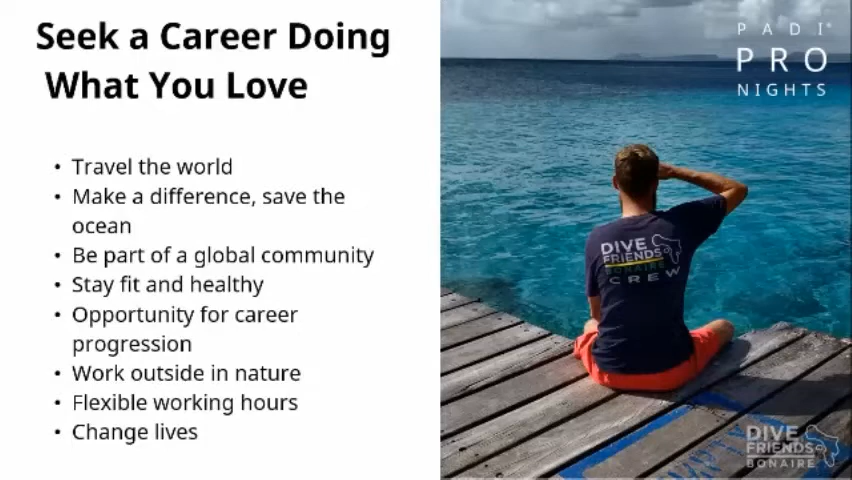 Seek a Career Doing
What You Love
• Travel the world
• Make a difference, save the
ocean
• Be part of a global community
• Stay fit and healthy
• Opportunity for career
progression
• Work outside in nature
• Flexible working hours
• Change lives
PADI®
PRO
NIGHTS
DIVE
FRIENDS
BONAIRE
CREW
DIVE
FRIENDS
BONAIRE